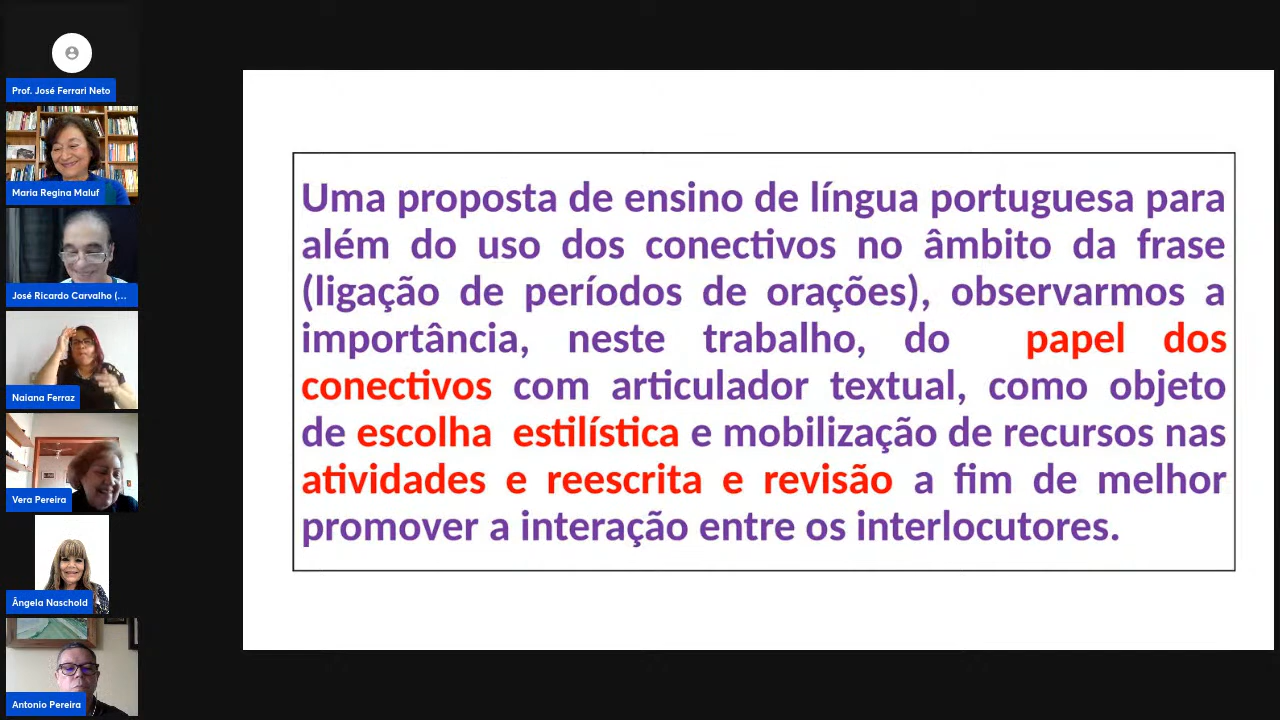 Prof. José Ferrari Neto
Maria Regina Maluf
José Ricardo Carvalho (...
Naiana Ferraz
Vera Pereira
Ângela Naschold
Antonio Pereira
Uma proposta de ensino de língua portuguesa para
além do uso dos conectivos no âmbito da frase
(ligação de períodos de orações), observarmos a
importância, neste trabalho, do papel dos
conectivos com articulador textual, como objeto
de escolha estilística e mobilização de recursos nas
atividades e reescrita e revisão a fim de melhor
promover a interação entre os interlocutores.